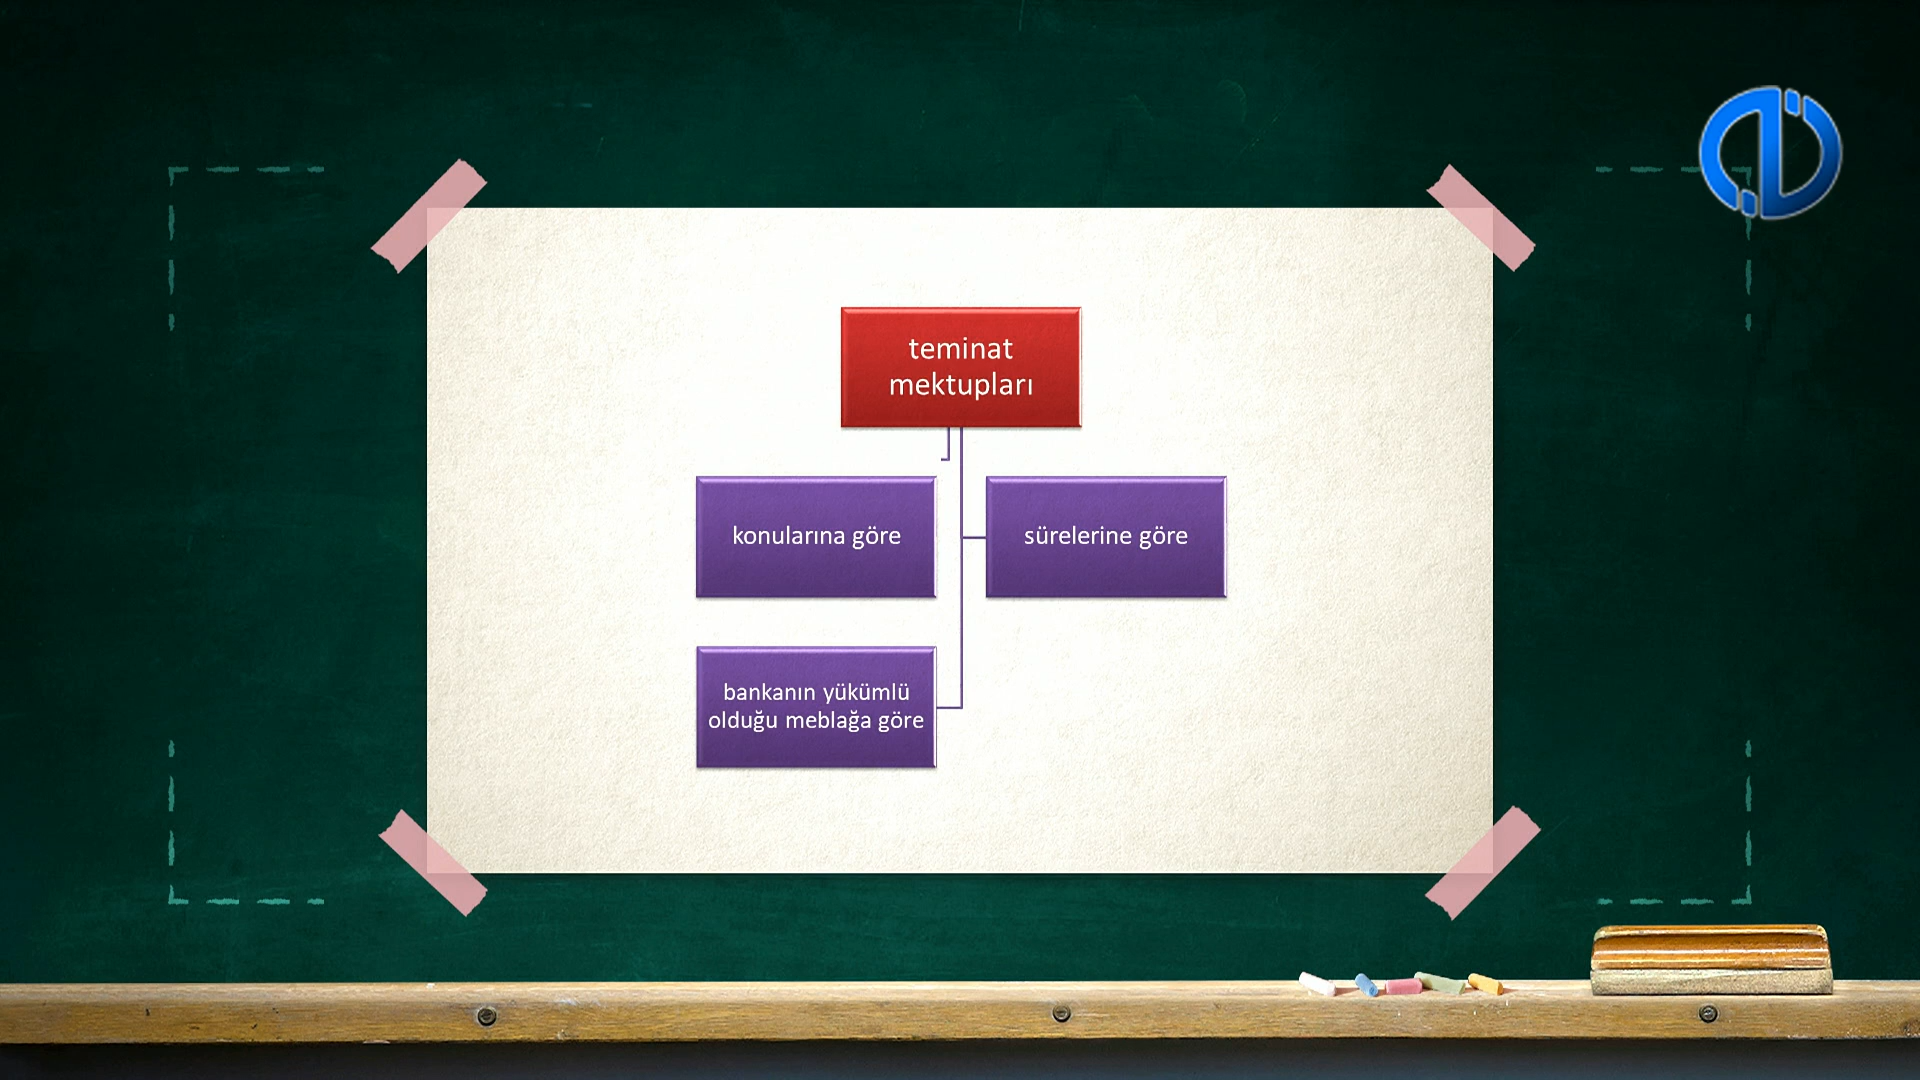 teminat
mektupları
konularına göre
sürelerine göre
bankanın yükümlü
olduğu meblağa göre